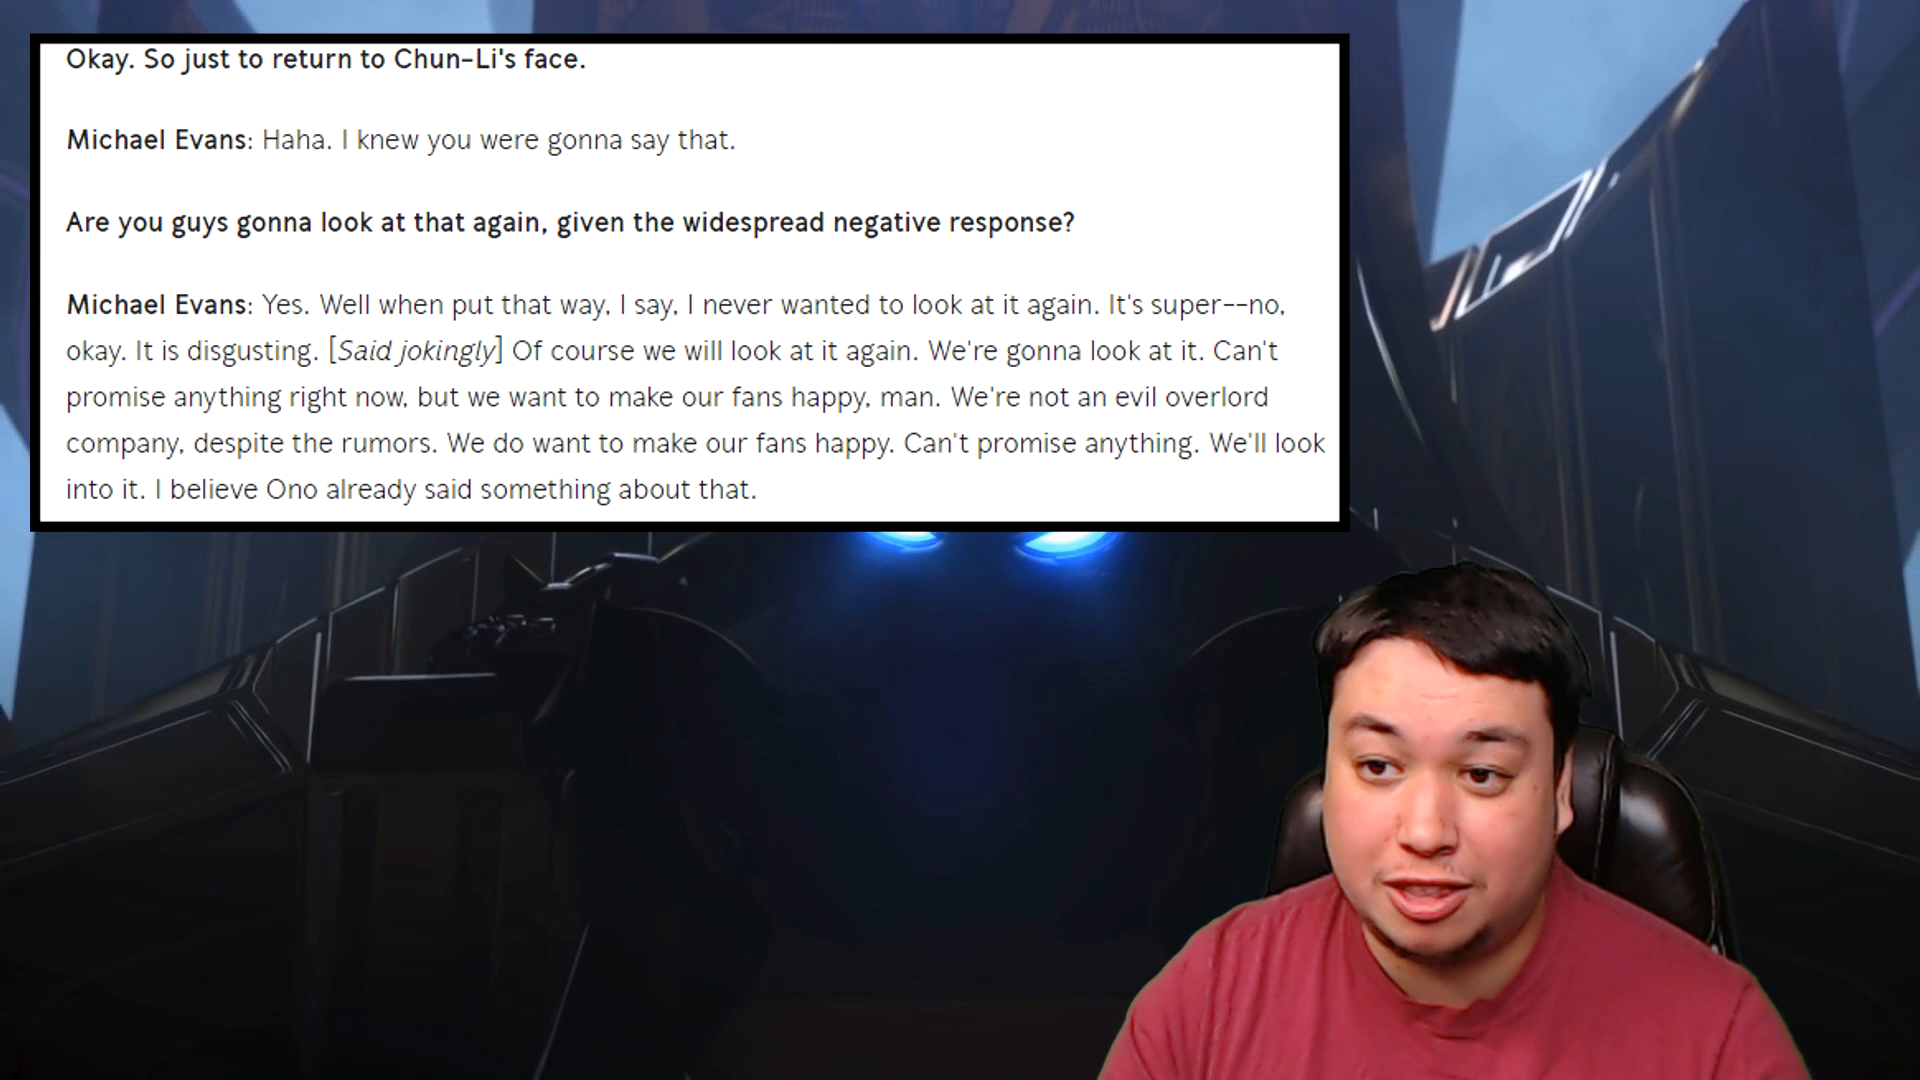 Okay. So just to return to Chun-Li's face.
Michael Evans: Haha. I knew you were gonna say that.
Are you guys gonna look at that again, given the widespread negative response?
Michael Evans: Yes. Well when put that way, I say, I never wanted to look at it again. It's super--no,
okay. It is disgusting. [Said jokingly] Of course we will look at it again. We're gonna look at it. Can't
promise anything right now, but we want to make our fans happy, man. We're not an evil overlord
company, despite the rumors. We do want to make our fans happy. Can't promise anything. We'll look
into it. I believe Ono already said something about that.